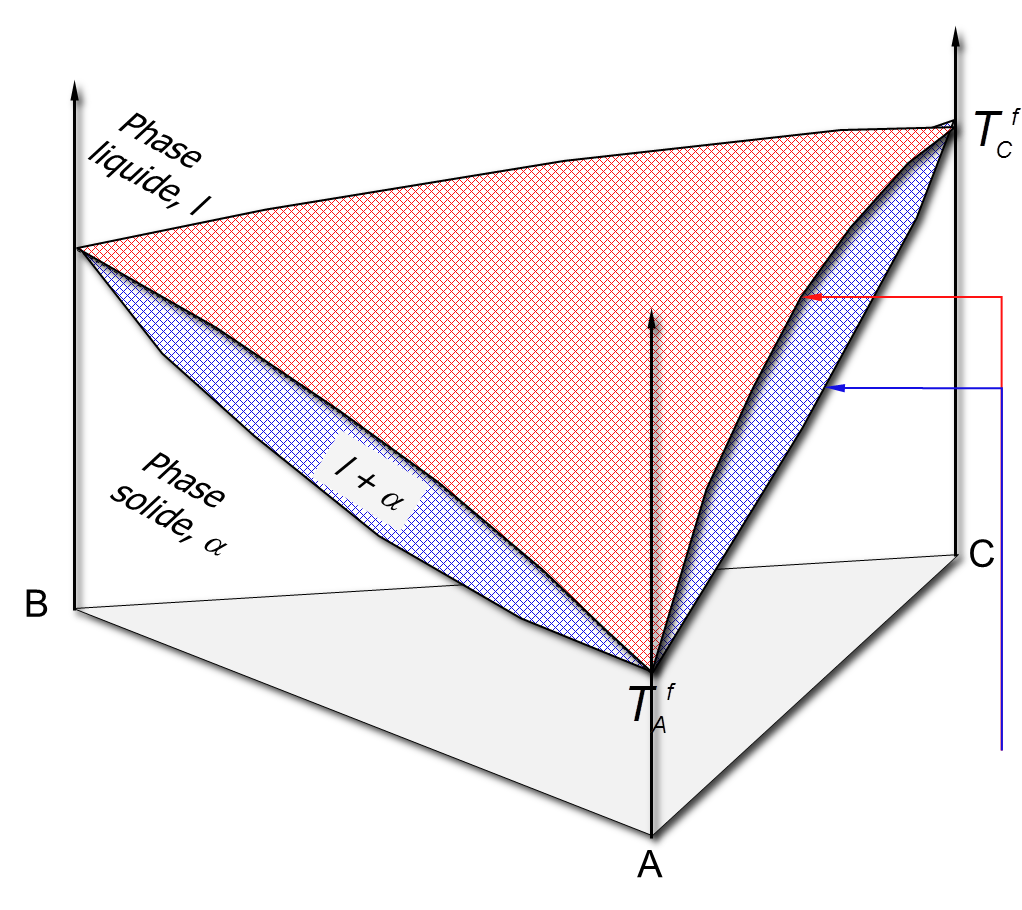 Phase
liquide, l
T_C^f
l + α
Phase
solide, α
C
B
T_A^f
A